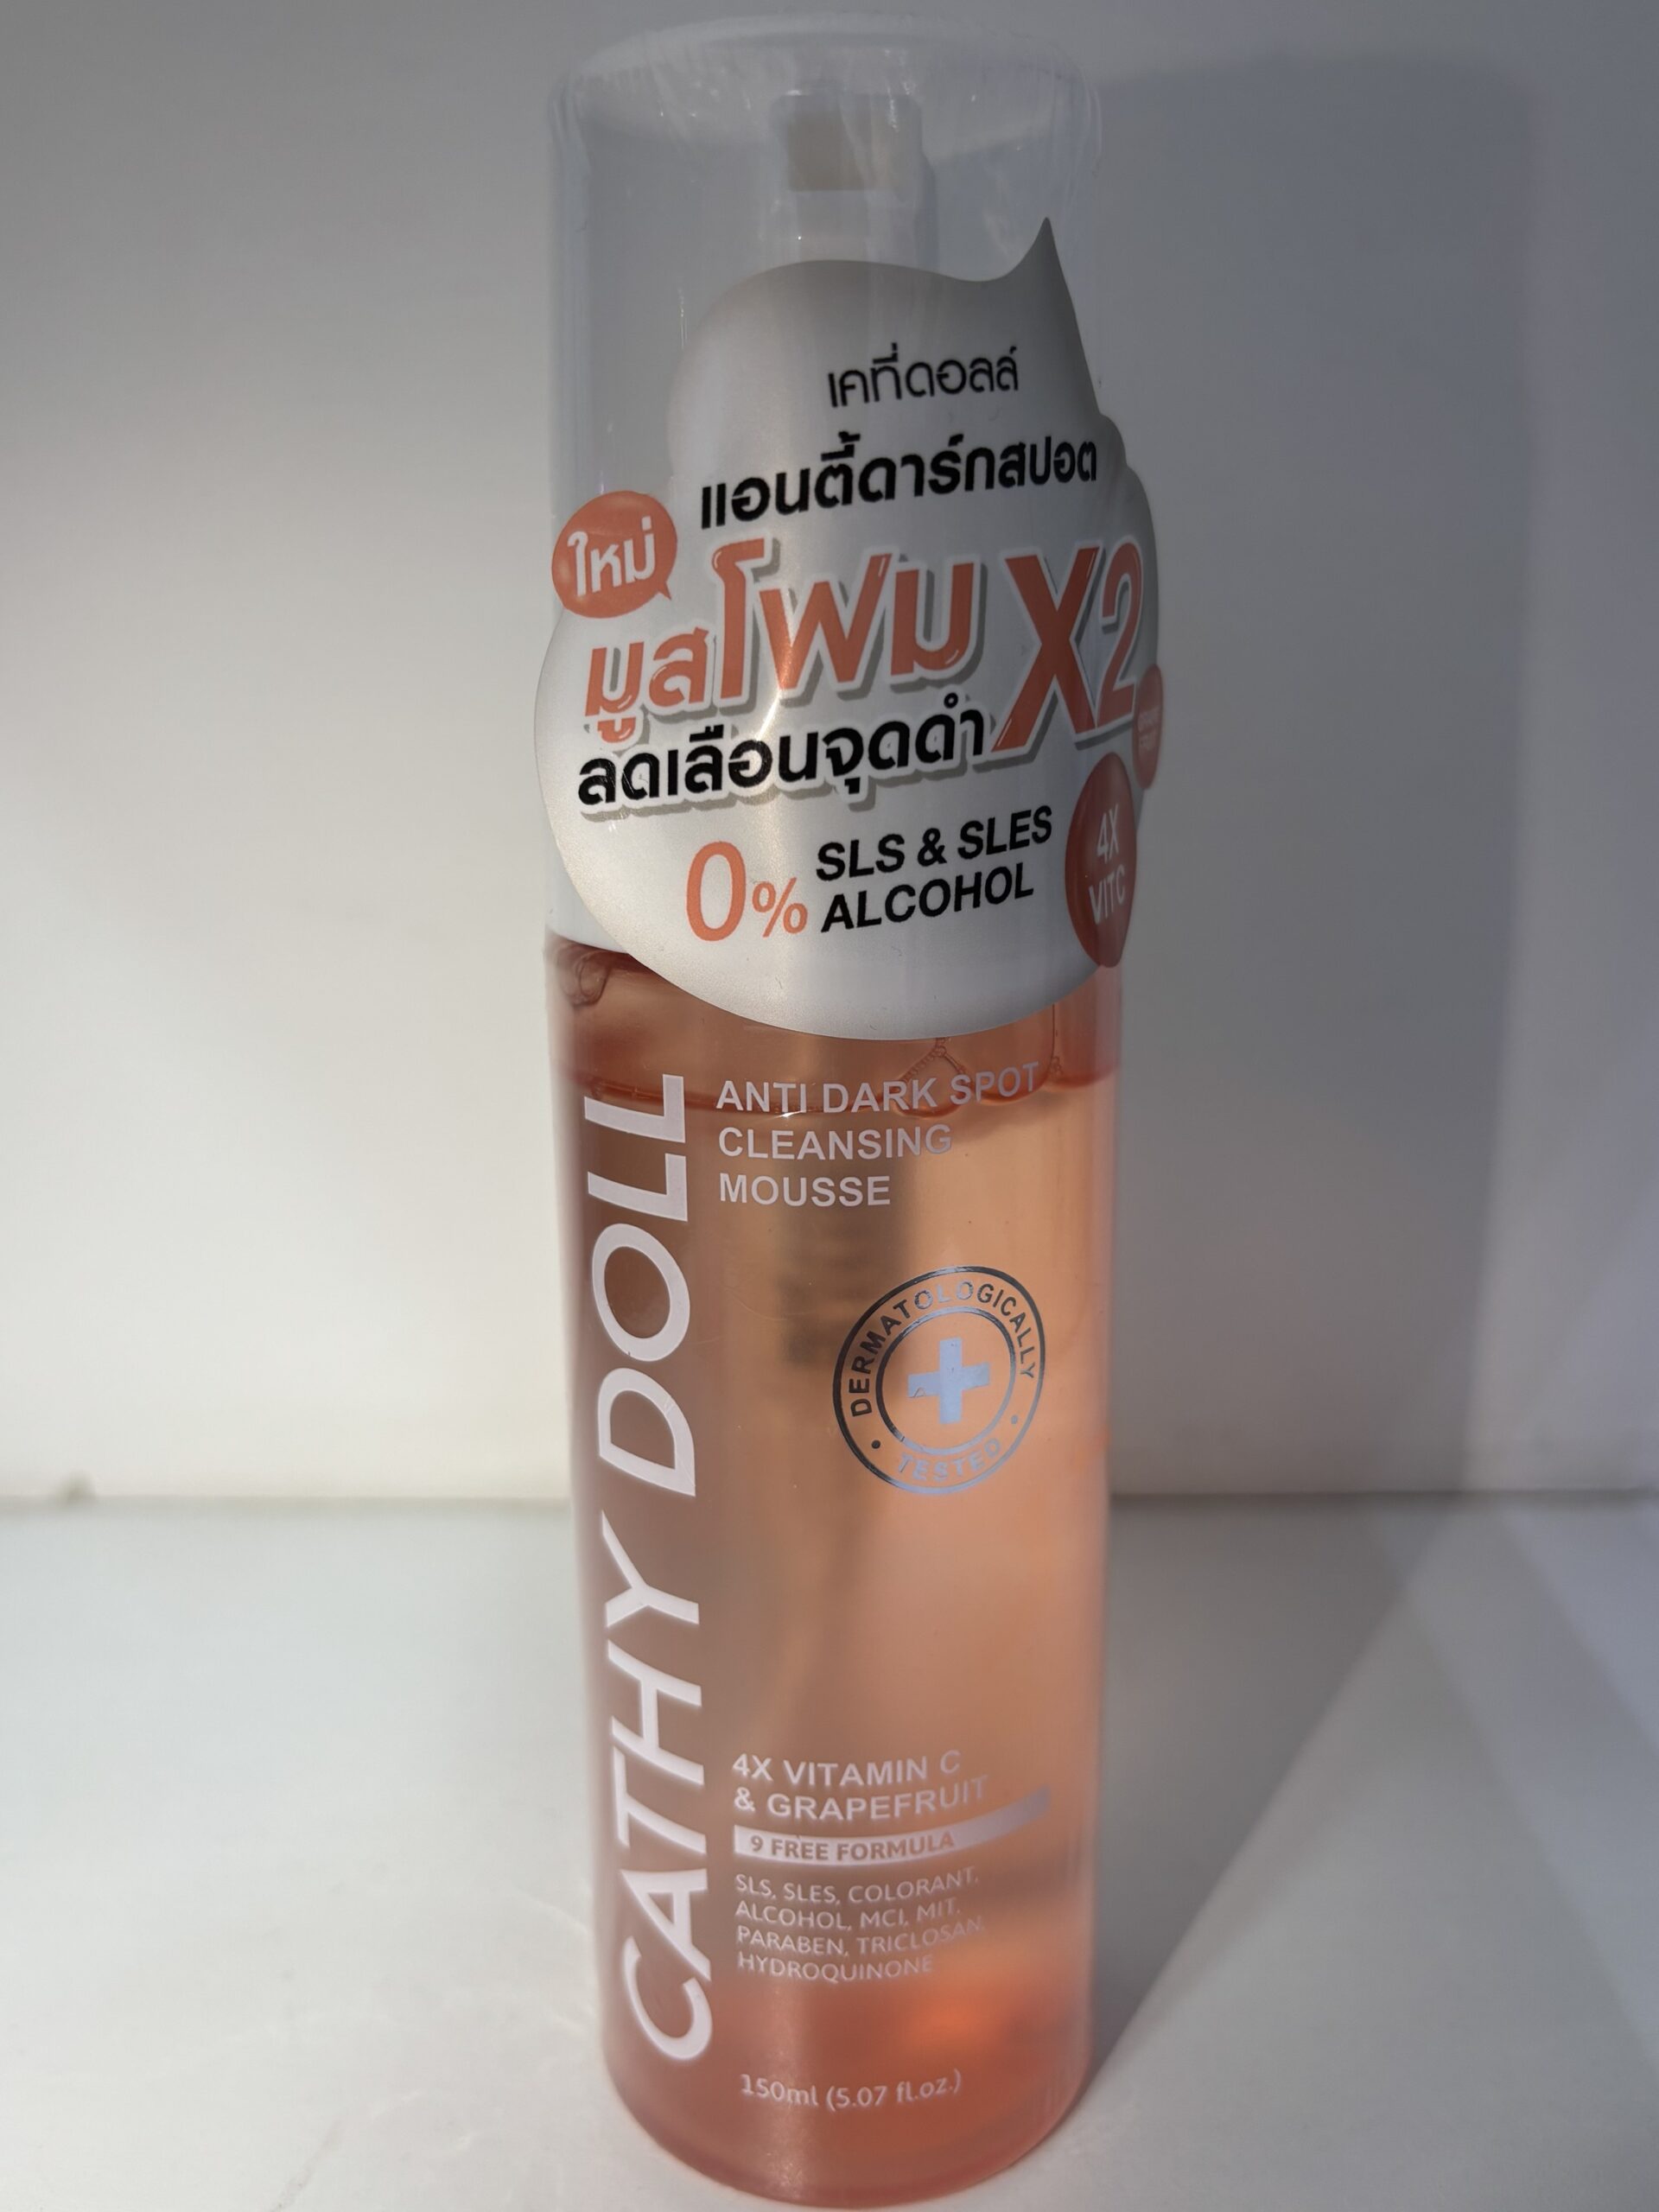 เคที่ดอลล์
แอนตี้ดาร์กสปอต
ใหม่
มูสโฟม X2
ลดเลือนจุดดำ
0% SLS & SLES
ALCOHOL
4X
VITC
CATHY DOLL
ANTI DARK SPOT
CLEANSING
MOUSSE
DERMATOLOGICALLY
TESTED
4X VITAMIN C
& GRAPEFRUIT
9 FREE FORMULA
SLS, SLES, COLORANT,
ALCOHOL, MCI, MIT,
PARABEN, TRICLOSAN
HYDROQUINONE
150ml (5.07 fl.oz.)